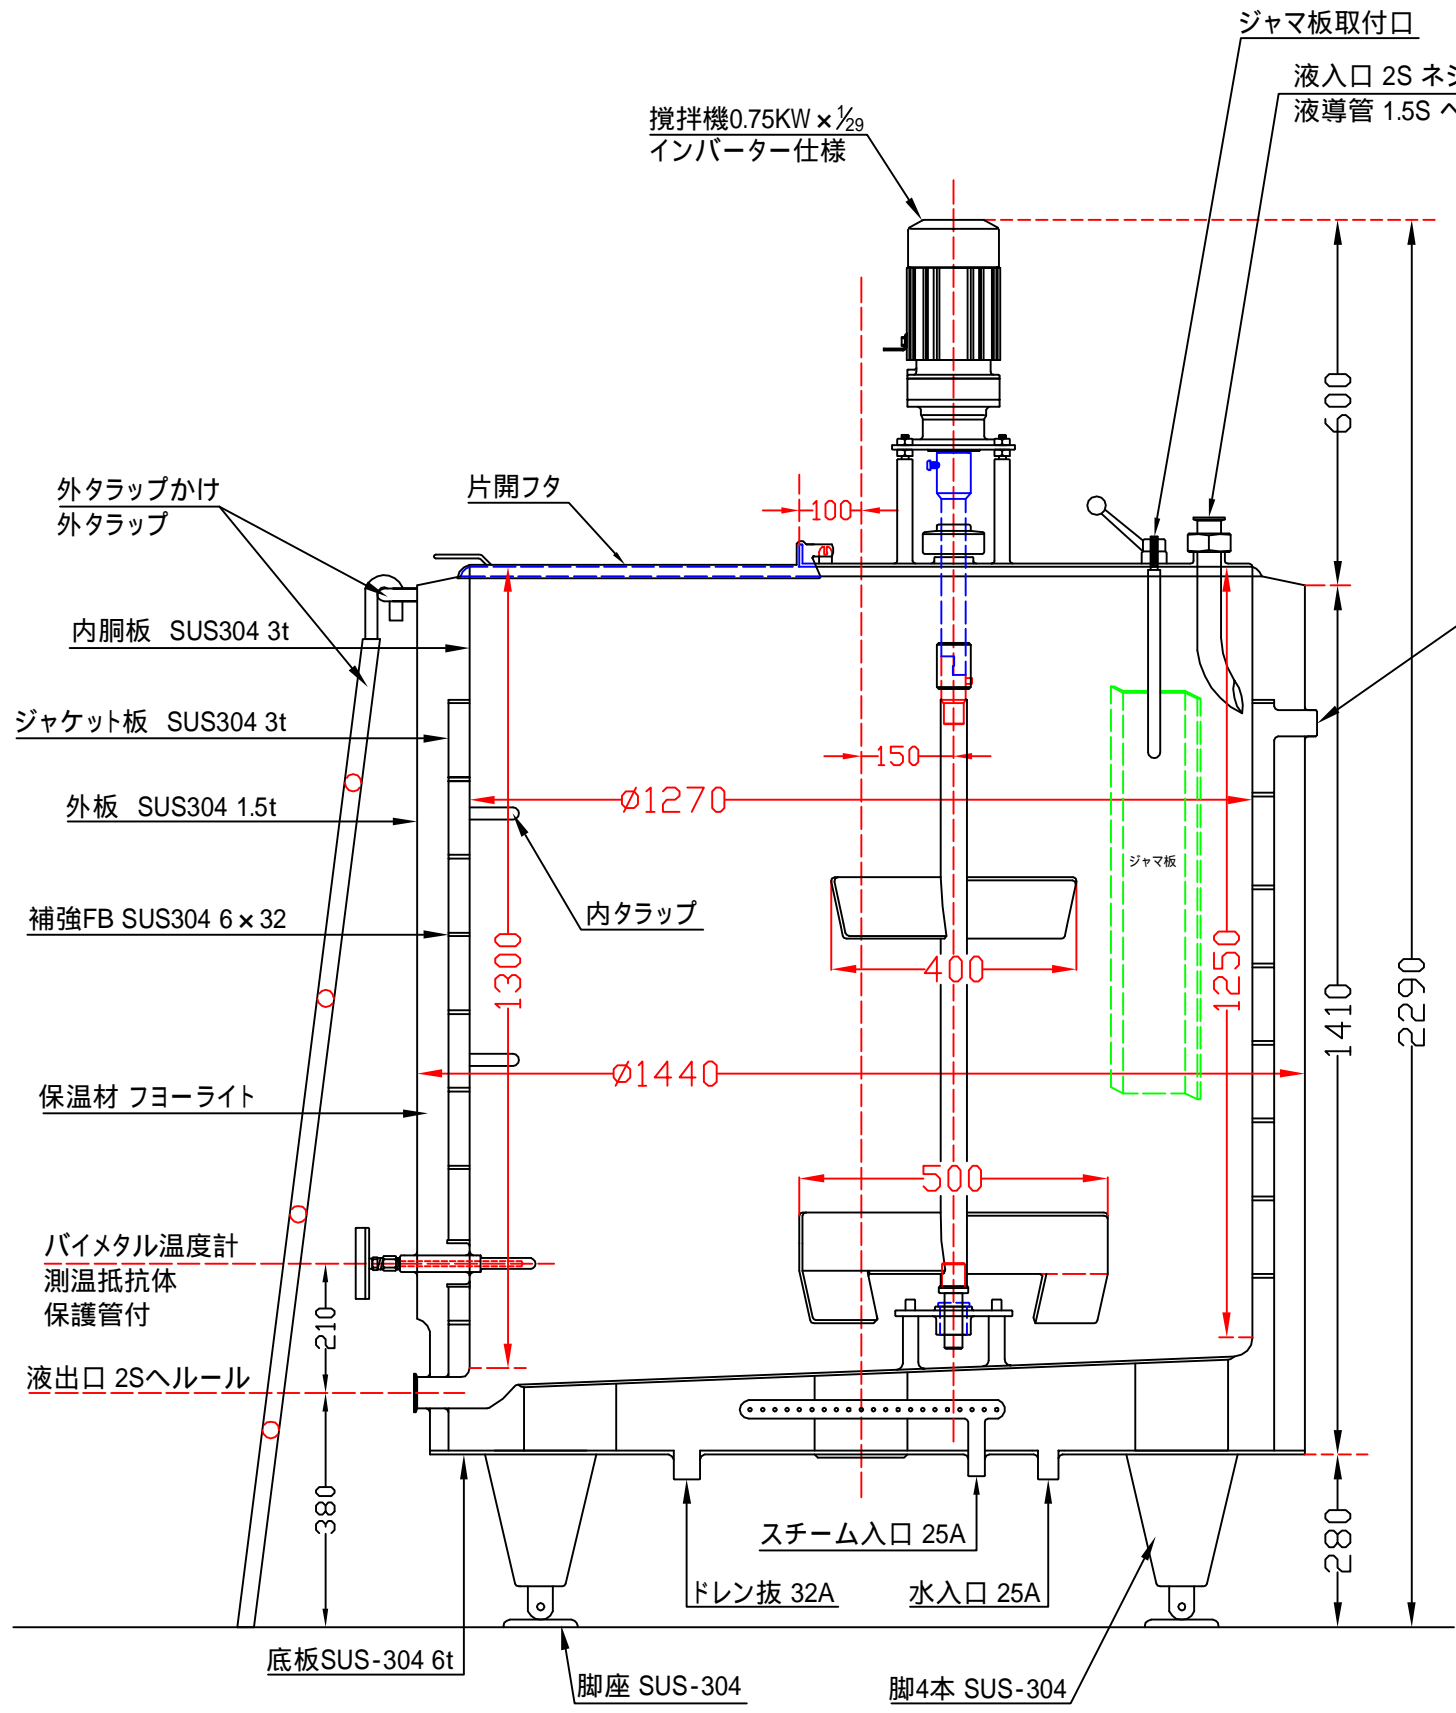 ジャマ板取付口
液入口 2S ネジ
液導管 1.5S ヘ
撹拌機0.75KW×1/29
インバーター仕様
600
外タラップかけ
外タラップ
片開フタ
100
内胴板 SUS304 3t
ジャケット板 SUS304 3t
150
外板 SUS304 1.5t
ø1270
ジャマ板
補強FB SUS304 6×32
内タラップ
1300
400
1250
1410
2290
保温材 フヨーライト
ø1440
500
バイメタル温度計
測温抵抗体
保護管付
210
液出口 2Sヘルール
380
スチーム入口 25A
280
ドレン抜 32A
水入口 25A
底板SUS-304 6t
脚座 SUS-304
脚4本 SUS-304